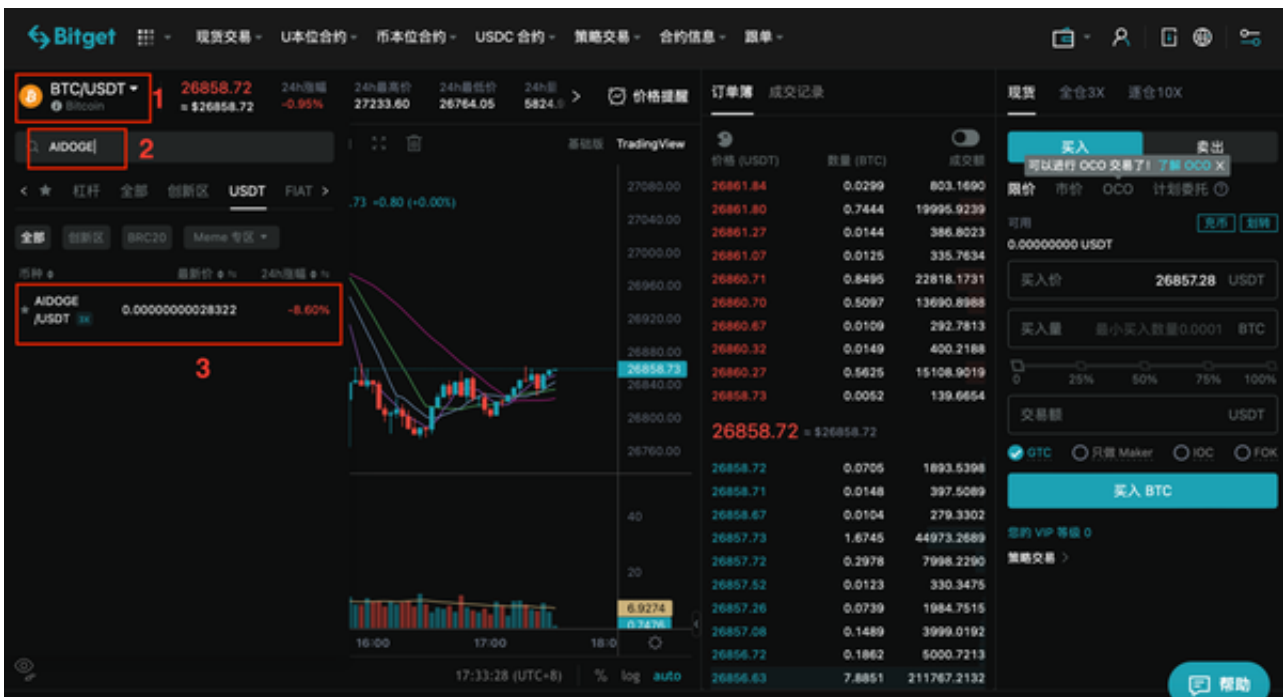 Bitget 现货交易 U本位合约 币本位合约 USDC 合约 策略交易 合约信息 跟单
BTC/USDT 1 26858.72 24h涨幅 24h最高价 24h最低价 24h 价格提醒 订单簿 成交记录 现货 全仓3X 逐仓10X
Bitcoin ≈ $26858.72 -0.95% 27233.60 26764.05 5824.
AIDOGE 2 基础版 TradingView 价格 (USDT) 数量 (BTC) 成交额 买入 卖出
可以进行 OCO 交易了! 了解 OCO X
杠杆 全部 创新区 USDT FIAT 限价 市价 OCO 计划委托
.73 +0.80 (+0.00%)
全部 创新区 BRC20 Meme 专区
币种 最新价 24h涨幅
AIDOGE
/USDT 3X 0.00000000028322 -8.60%
3
27080.00
27040.00
27000.00
26960.00
26920.00
26880.00
26858.73
26840.00
26800.00
26760.00
40
20
6.9274
0.7476
16:00 17:00 18:0
17:33:28 (UTC+8) % log auto
26861.84 0.0299 803.1690
26861.80 0.7444 19995.9239
26861.27 0.0144 386.8023
26861.07 0.0125 335.7634
26860.71 0.8495 22818.1731
26860.70 0.5097 13690.8988
26860.67 0.0109 292.7813
26860.32 0.0149 400.2188
26860.27 0.5625 15108.9019
26858.73 0.0052 139.6654
26858.72 ≈ $26858.72
26858.72 0.0705 1893.5398
26858.71 0.0148 397.5089
26858.67 0.0104 279.3302
26857.73 1.6745 44973.2689
26857.72 0.2978 7998.2290
26857.52 0.0123 330.3475
26857.26 0.0739 1984.7515
26857.08 0.1489 3999.0192
26856.72 0.1862 5000.7213
26856.63 7.8851 211767.2132
可用 充币 划转
0.00000000 USDT
买入价 26857.28 USDT
买入量 最小买入数量0.0001 BTC
0 25% 50% 75% 100%
交易额 USDT
GTC 只做 Maker IOC FOK
买入 BTC
您的 VIP 等级 0
策略交易
帮助